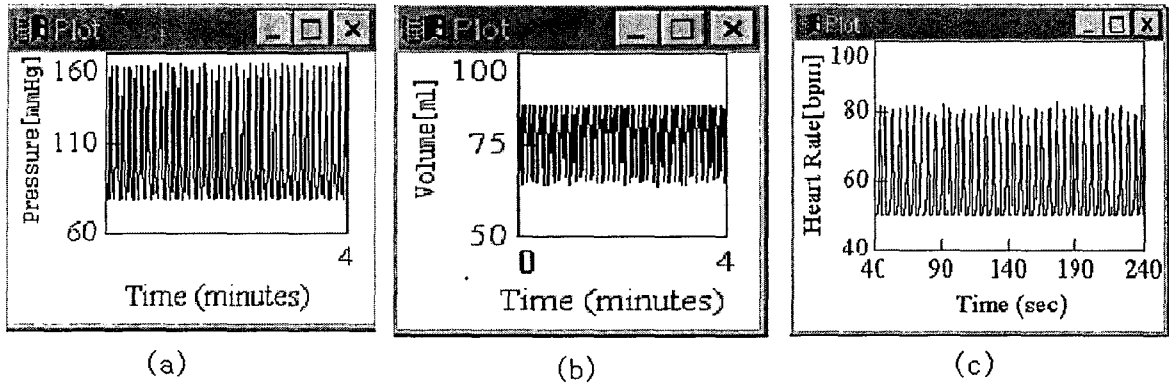 Plot
Pressure[mmHg]
160
110
60
4
Time (minutes)
(a)
Plot
Volume[ml]
100
75
50
0
4
Time (minutes)
(b)
Plot
Heart Rate[bpm]
100
80
60
40
40
90
140
190
240
Time (sec)
(c)